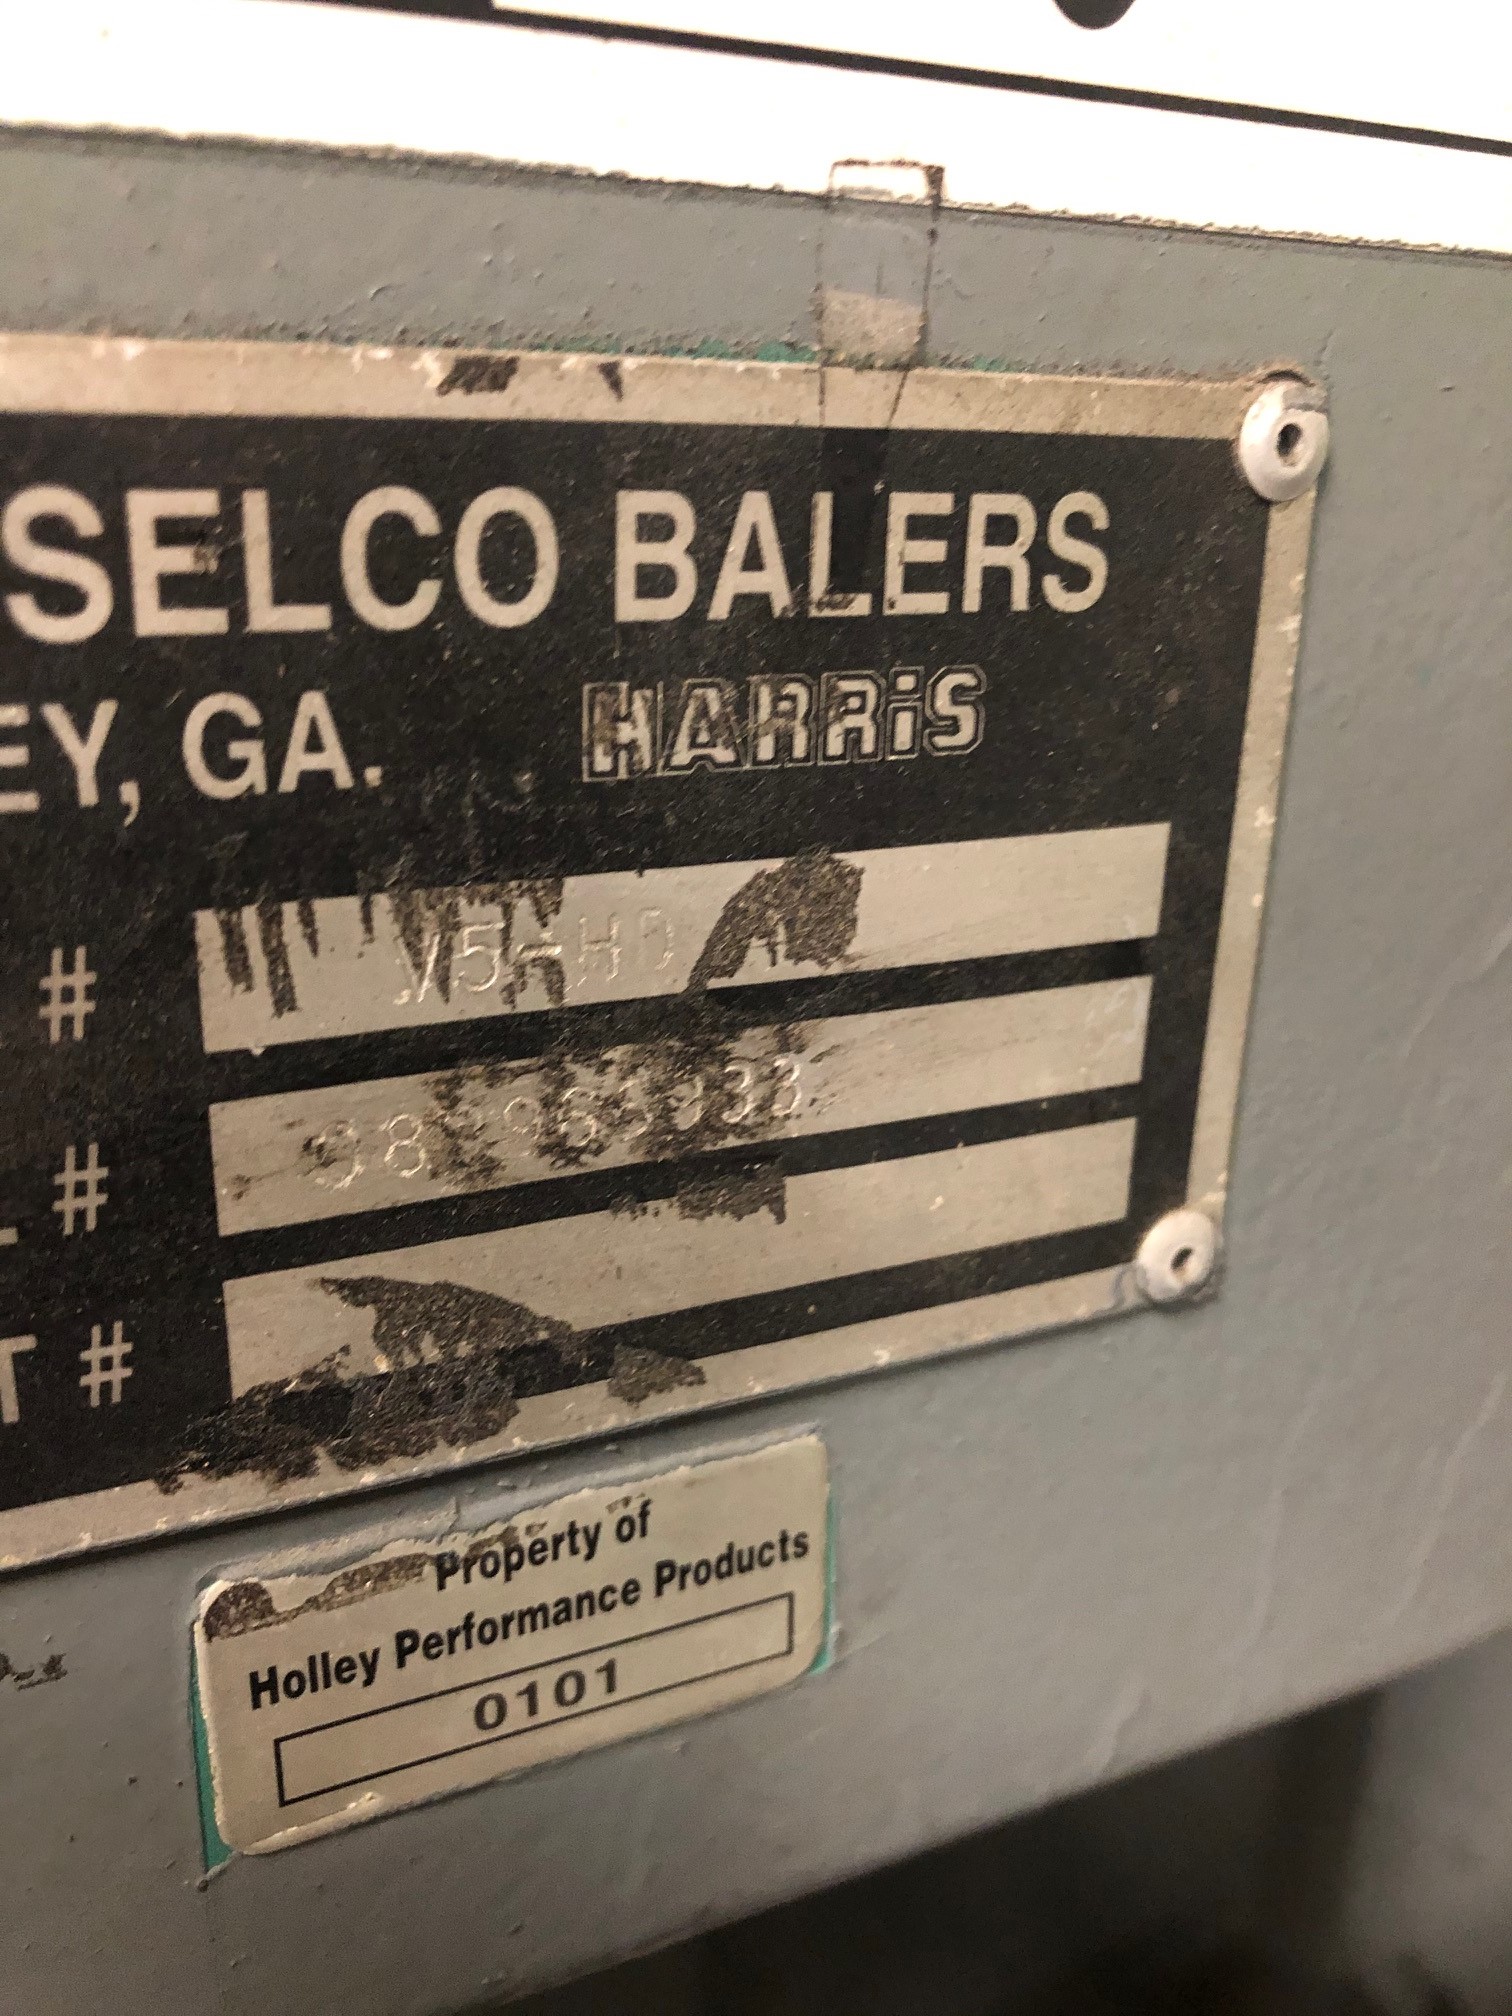 SELCO BALERS
EY, GA. HARRiS
# V5-HD
#
T #
Property of
Holley Performance Products
0101